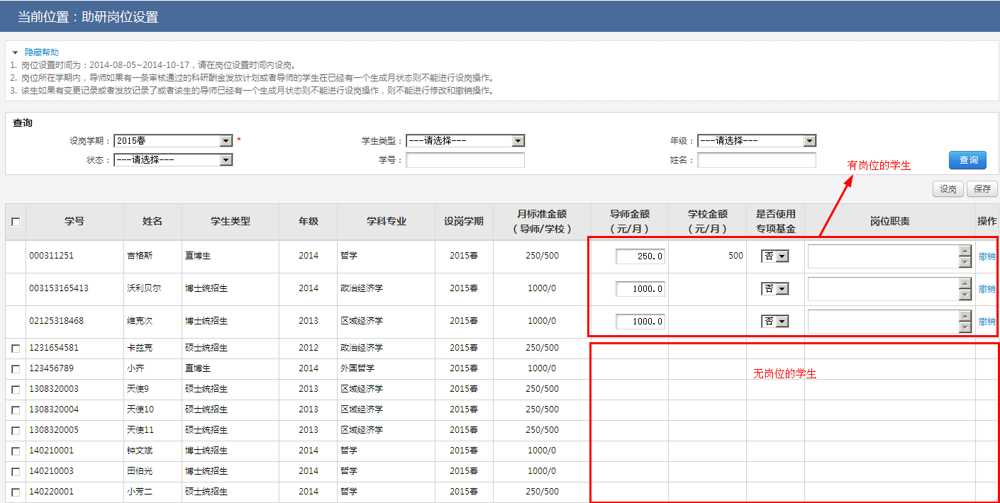 当前位置：助研岗位设置
隐藏帮助
1. 岗位设置时间为：2014-08-05~2014-10-17，请在岗位设置时间内设岗。
2. 岗位所在学期内，导师如果有一条审核通过的科研酬金发放计划或者导师的学生在已经有一个生成月状态则不能进行设岗操作。
3. 该生如果有变更记录或者发放记录了或者该生的导师已经有一个生成月状态则不能进行设岗操作，则不能进行修改和撤销操作。
查询
设岗学期： 2015春 * 学生类型： ---请选择--- 年级： ---请选择---
状态： ---请选择--- 学号： 姓名： 查询
有岗位的学生
设岗 保存
学号 姓名 学生类型 年级 学科专业 设岗学期 月标准金额 （导师/学校） 导师金额 （元/月） 学校金额 （元/月） 是否使用 专项基金 岗位职责 操作
000311251 吉格斯 直博生 2014 哲学 2015春 250/500 250.0 500 否 撤销
003153165413 沃利贝尔 博士统招生 2014 政治经济学 2015春 1000/0 1000.0 否 撤销
02125318468 维克次 博士统招生 2013 区域经济学 2015春 1000/0 1000.0 否 撤销
1231654581 卡兹克 硕士统招生 2012 政治经济学 2015春 250/500
123456789 小齐 直博生 2014 外国哲学 2015春 1000/0
无岗位的学生
1308320003 天使9 硕士统招生 2013 区域经济学 2015春 250/500
1308320004 天使10 硕士统招生 2013 区域经济学 2015春 250/500
1308320005 天使11 硕士统招生 2013 区域经济学 2015春 250/500
140210001 钟文斌 博士统招生 2014 哲学 2015春 1000/0
140210003 田伯光 博士统招生 2014 哲学 2015春 1000/0
140220001 小芳二 硕士统招生 2014 哲学 2015春 250/500